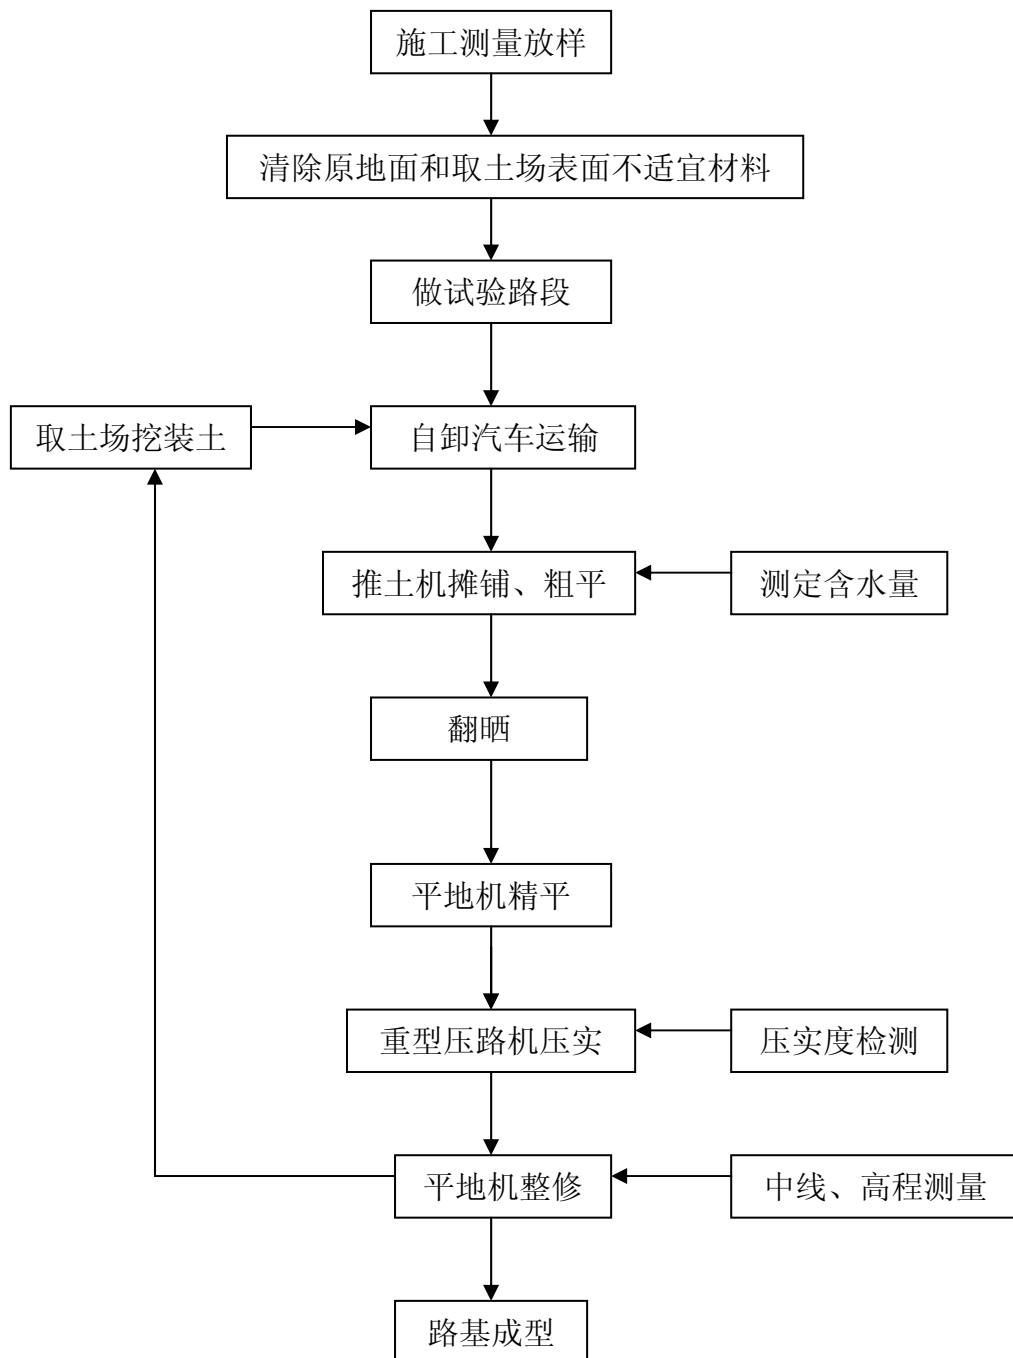 施工测量放样
清除原地面和取土场表面不适宜材料
做试验路段
取土场挖装土
自卸汽车运输
推土机摊铺、粗平
测定含水量
翻晒
平地机精平
重型压路机压实
压实度检测
平地机整修
中线、高程测量
路基成型